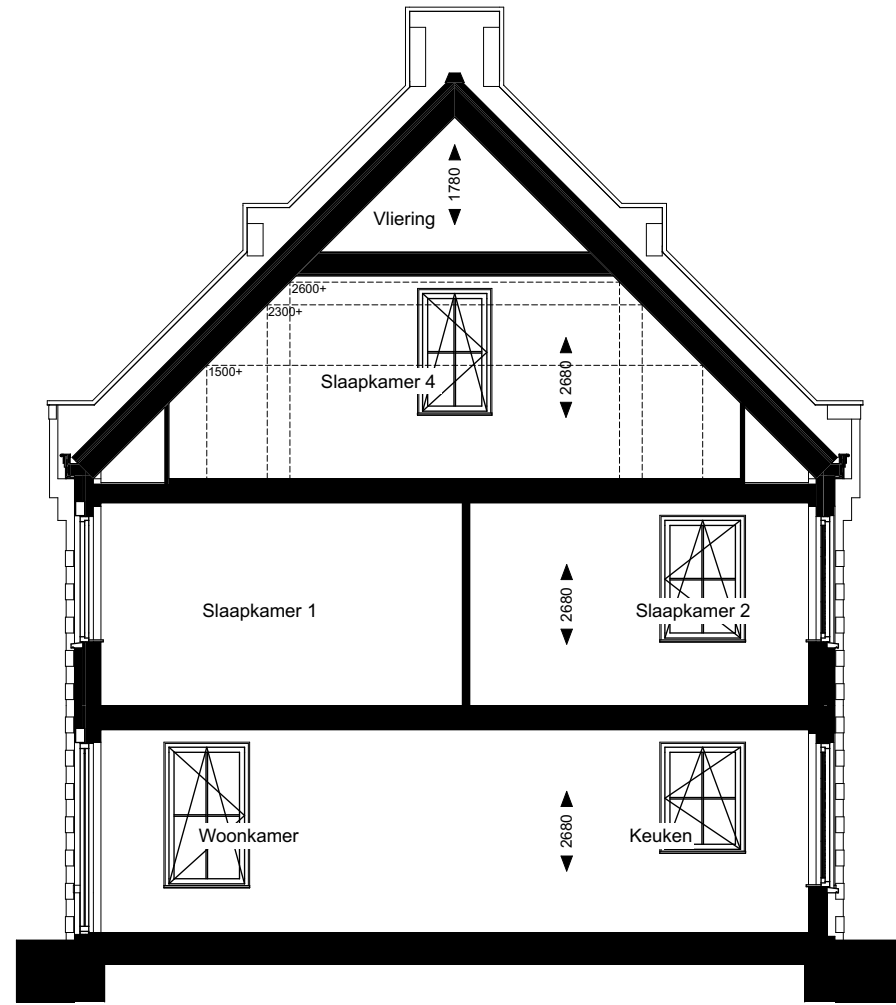 1780
Vliering
2600+
2300+
1500+
Slaapkamer 4
2680
Slaapkamer 1
2680
Slaapkamer 2
Woonkamer
2680
Keuken